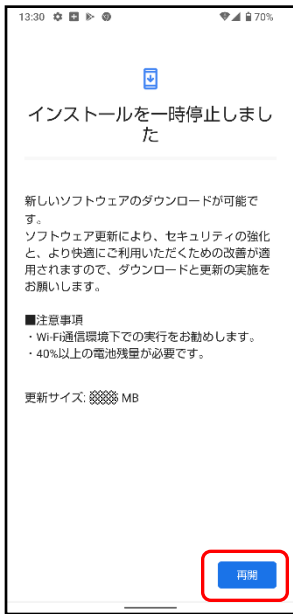 13:30 70%
インストールを一時停止しまし
た
新しいソフトウェアのダウンロードが可能で
す。
ソフトウェア更新により、セキュリティの強化
と、より快適にご利用いただくための改善が適
用されますので、ダウンロードと更新の実施を
お願いします。
■注意事項
・Wi-Fi通信環境下での実行をお勧めします。
・40%以上の電池残量が必要です。
更新サイズ: MB
再開